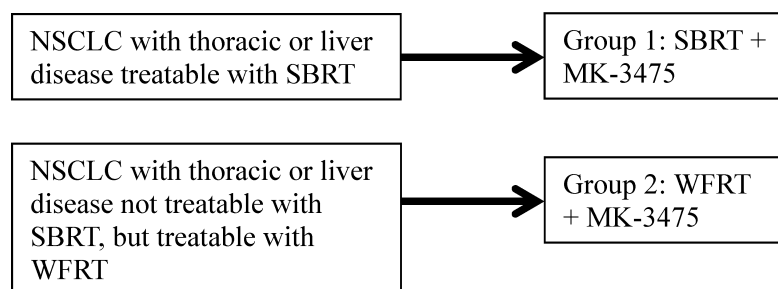 NSCLC with thoracic or liver
disease treatable with SBRT
Group 1: SBRT +
MK-3475
NSCLC with thoracic or liver
disease not treatable with
SBRT, but treatable with
WFRT
Group 2: WFRT
+ MK-3475